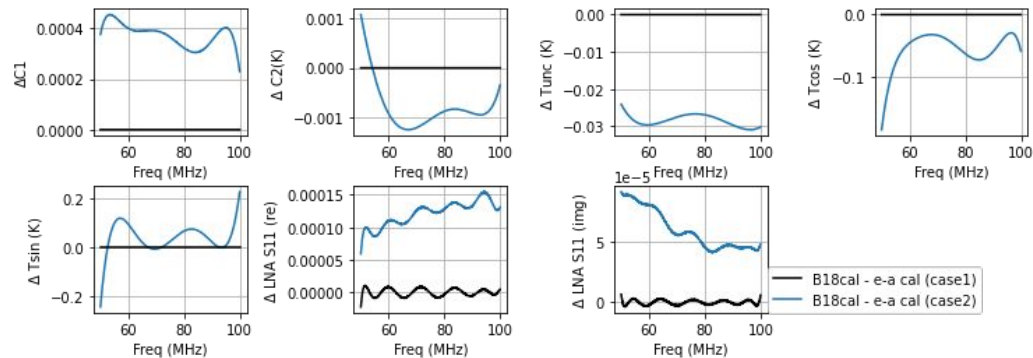 ΔC1
0.0004
0.0002
0.0000
60 80 100
Freq (MHz)
Δ C2(K)
0.001
0.000
−0.001
60 80 100
Freq (MHz)
Δ Tunc (K)
0.00
−0.01
−0.02
−0.03
60 80 100
Freq (MHz)
Δ Tcos (K)
0.0
−0.1
60 80 100
Freq (MHz)
Δ Tsin (K)
0.2
0.0
−0.2
60 80 100
Freq (MHz)
Δ LNA S11 (re)
0.00015
0.00010
0.00005
0.00000
60 80 100
Freq (MHz)
1e−5
Δ LNA S11 (img)
5
0
60 80 100
Freq (MHz)
B18cal - e-a cal (case1)
B18cal - e-a cal (case2)